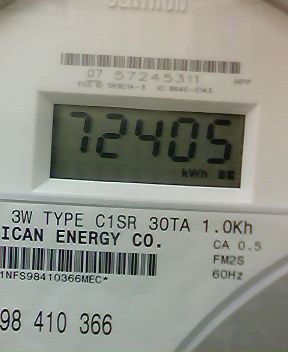 CENTRON
07 57245311
72405
kWh
3W TYPE C1SR 30TA 1.0Kh
ICAN ENERGY CO.
CA 0.5
FM2S
60Hz
1NFS98410366MEC*
98 410 366